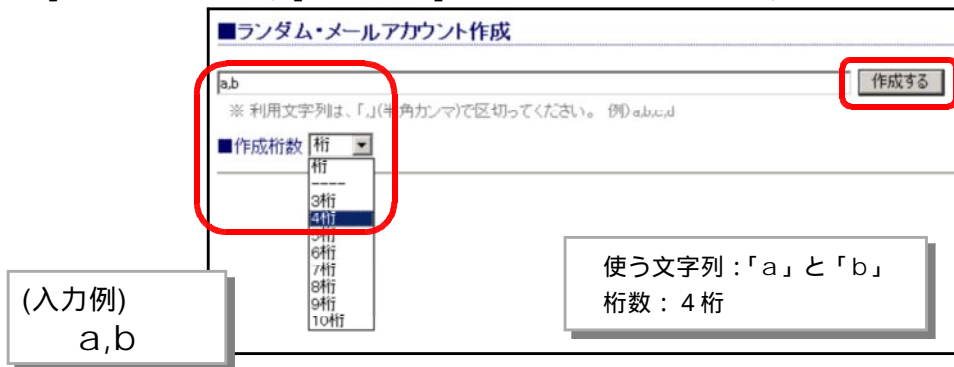 ■ランダム・メールアカウント作成
a,b
作成する
※ 利用文字列は、「,」(半角カンマ)で区切ってください。 例) a,b,c,d
■作成桁数 桁
桁
----
3桁
4桁
5桁
6桁
7桁
8桁
9桁
10桁
(入力例)
a,b
使う文字列：「a」と「b」
桁数：4桁